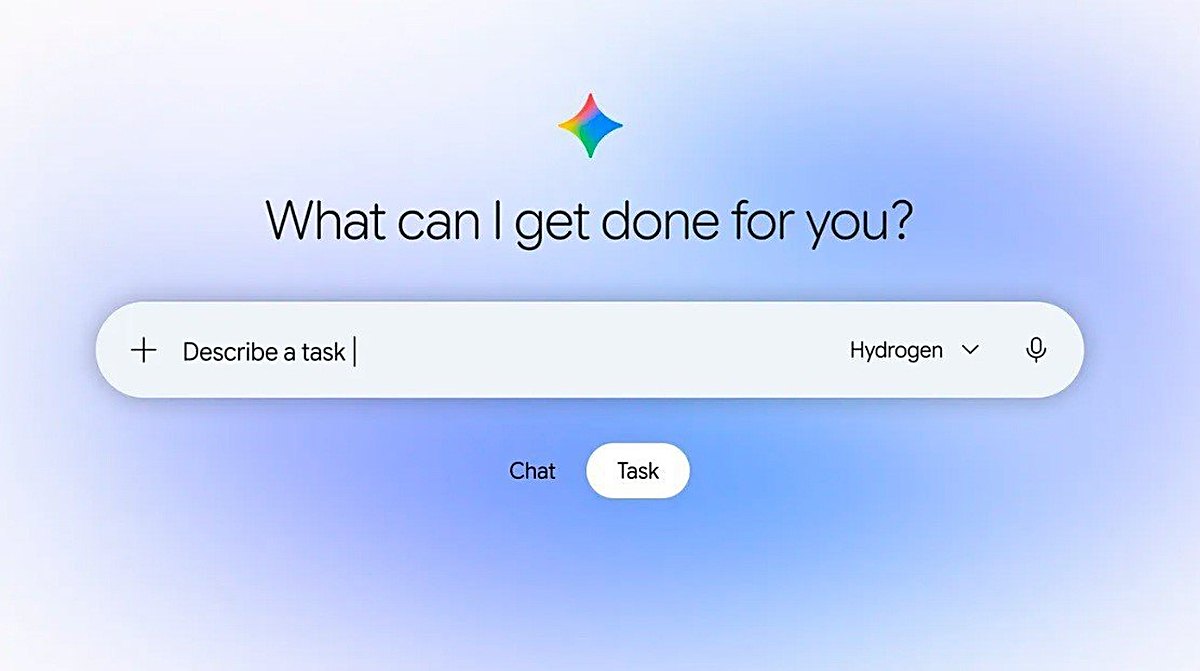 What can I get done for you?
Describe a task
Hydrogen
Chat
Task